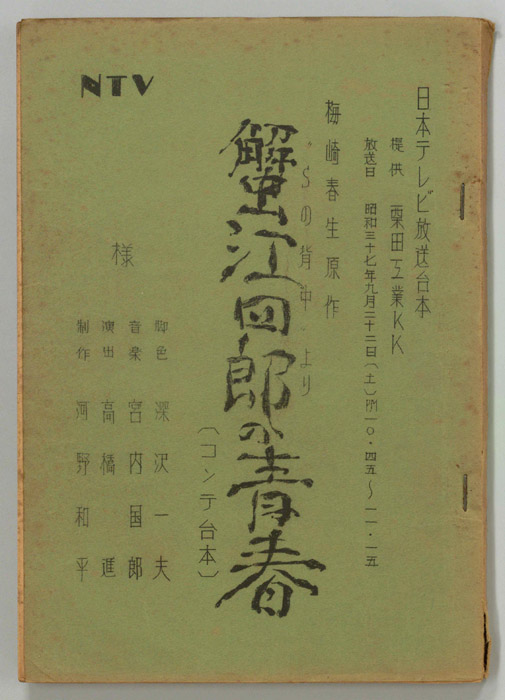 NTV
日本テレビ放送台本
提供 栗田工業KK
放送日 昭和三十七年九月二十二日(土)PM一〇・四五〜一一・一五
梅崎春生原作
Sの背中より
蟹江四郎の青春
(コンテ台本)
様
脚色 深沢一夫
音楽 宮内国郎
演出 高橋進
制作 河野和平